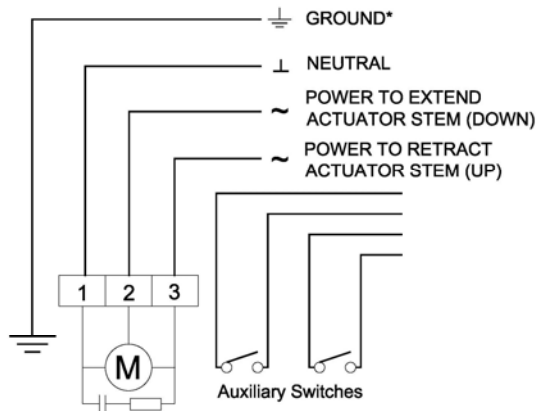 GROUND*
NEUTRAL
POWER TO EXTEND
ACTUATOR STEM (DOWN)
POWER TO RETRACT
ACTUATOR STEM (UP)
1 2 3
M
Auxiliary Switches